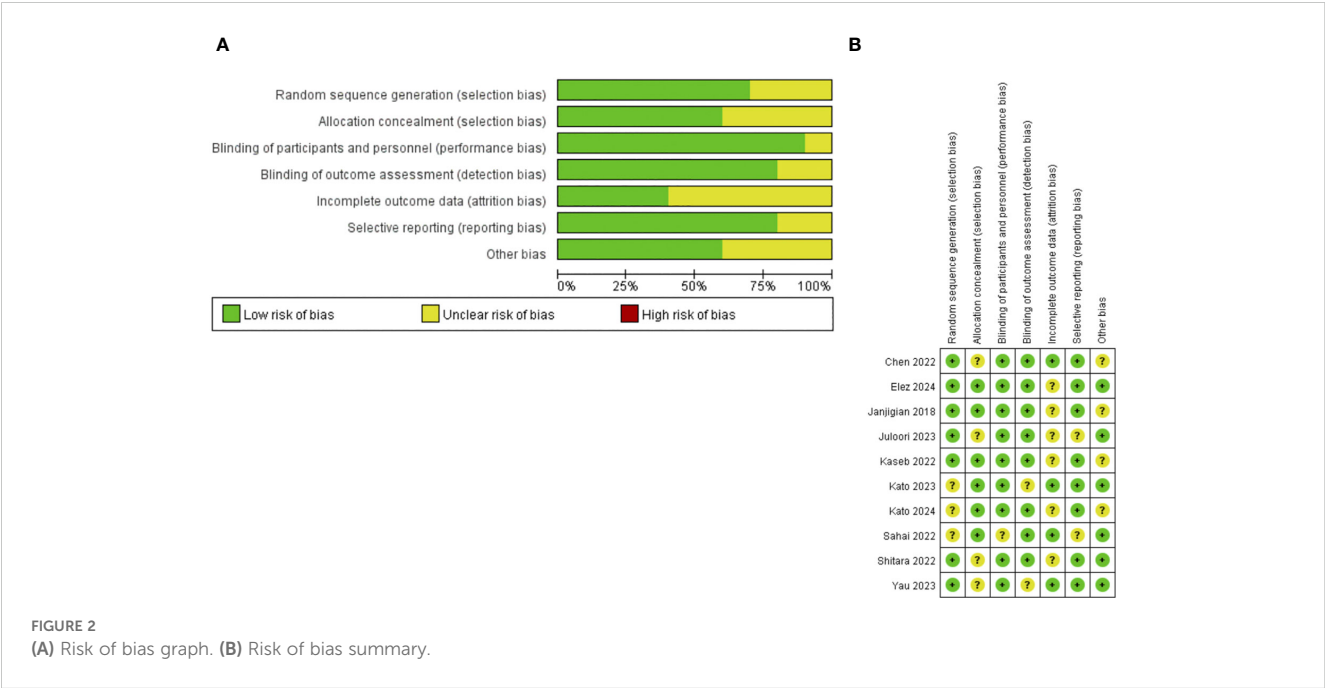 A
Random sequence generation (selection bias)
Allocation concealment (selection bias)
Blinding of participants and personnel (performance bias)
Blinding of outcome assessment (detection bias)
Incomplete outcome data (attrition bias)
Selective reporting (reporting bias)
Other bias
0% 25% 50% 75% 100%
Low risk of bias Unclear risk of bias High risk of bias
B
Random sequence generation (selection bias)
Allocation concealment (selection bias)
Blinding of participants and personnel (performance bias)
Blinding of outcome assessment (detection bias)
Incomplete outcome data (attrition bias)
Selective reporting (reporting bias)
Other bias
Chen 2022 + ? + + + + ?
Elez 2024 + + + + ? + +
Janjigian 2018 + + + + ? + ?
Juloori 2023 + ? + + ? ? +
Kaseb 2022 + + + + ? + ?
Kato 2023 ? + + ? + + +
Kato 2024 ? + + + ? + ?
Sahai 2022 ? + ? + + ? +
Shitara 2022 + ? + + ? + +
Yau 2023 + ? + ? + + +
FIGURE 2
(A) Risk of bias graph. (B) Risk of bias summary.